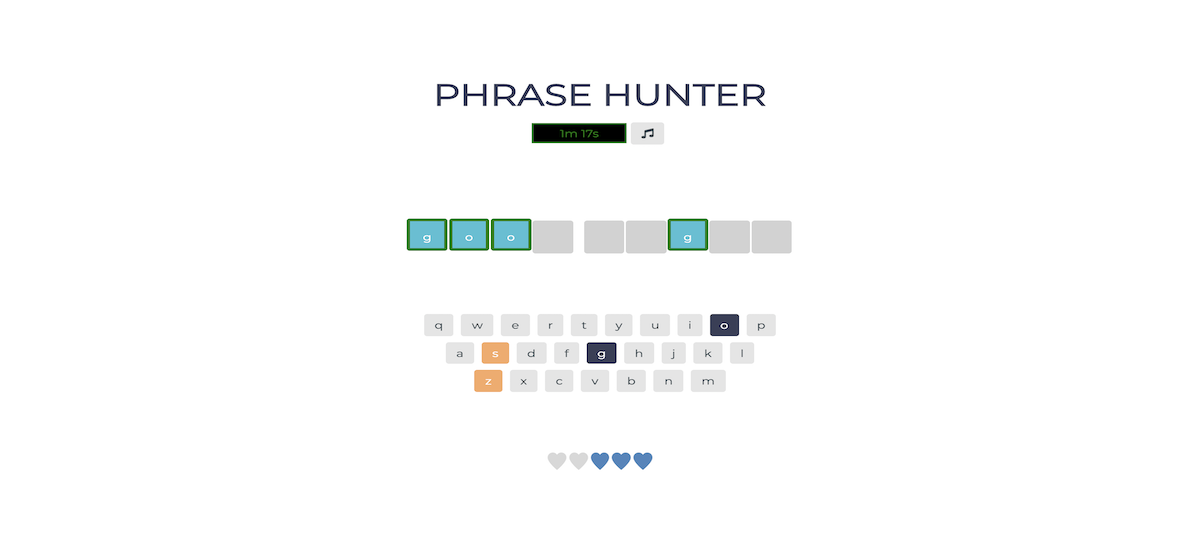 PHRASE HUNTER
1m 17s
g o o g
q w e r t y u i o p
a s d f g h j k l
z x c v b n m